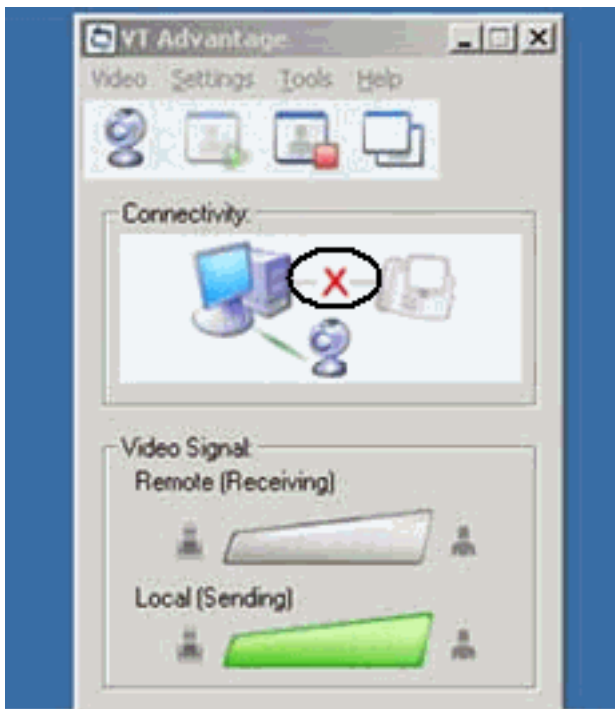 VT Advantage
Video Settings Tools Help
Connectivity:
X
Video Signal:
Remote (Receiving)
Local (Sending)